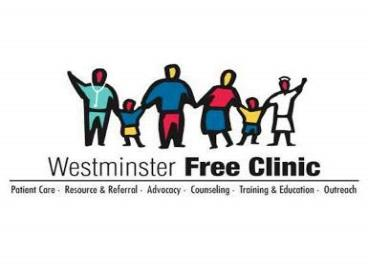 Westminster Free Clinic
Patient Care - Resource & Referral - Advocacy - Counseling - Training & Education - Outreach